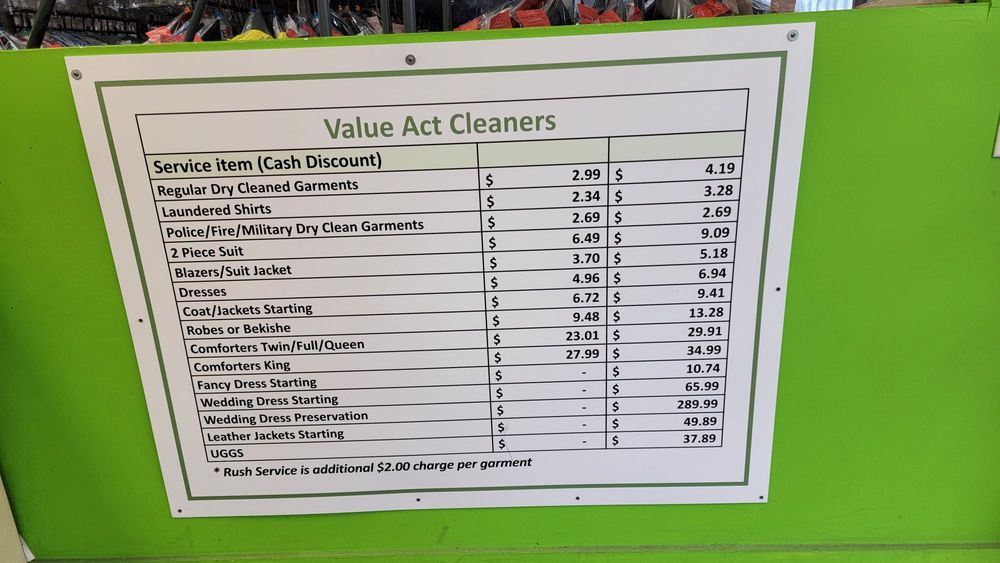 Value Act Cleaners
Service item (Cash Discount)
Regular Dry Cleaned Garments $ 2.99 $ 4.19
Laundered Shirts $ 2.34 $ 3.28
Police/Fire/Military Dry Clean Garments $ 2.69 $ 2.69
2 Piece Suit $ 6.49 $ 9.09
Blazers/Suit Jacket $ 3.70 $ 5.18
Dresses $ 4.96 $ 6.94
Coat/Jackets Starting $ 6.72 $ 9.41
Robes or Bekishe $ 9.48 $ 13.28
Comforters Twin/Full/Queen $ 23.01 $ 29.91
Comforters King $ 27.99 $ 34.99
Fancy Dress Starting $ - $ 10.74
Wedding Dress Starting $ - $ 65.99
Wedding Dress Preservation $ - $ 289.99
Leather Jackets Starting $ - $ 49.89
UGGS $ - $ 37.89
* Rush Service is additional $2.00 charge per garment